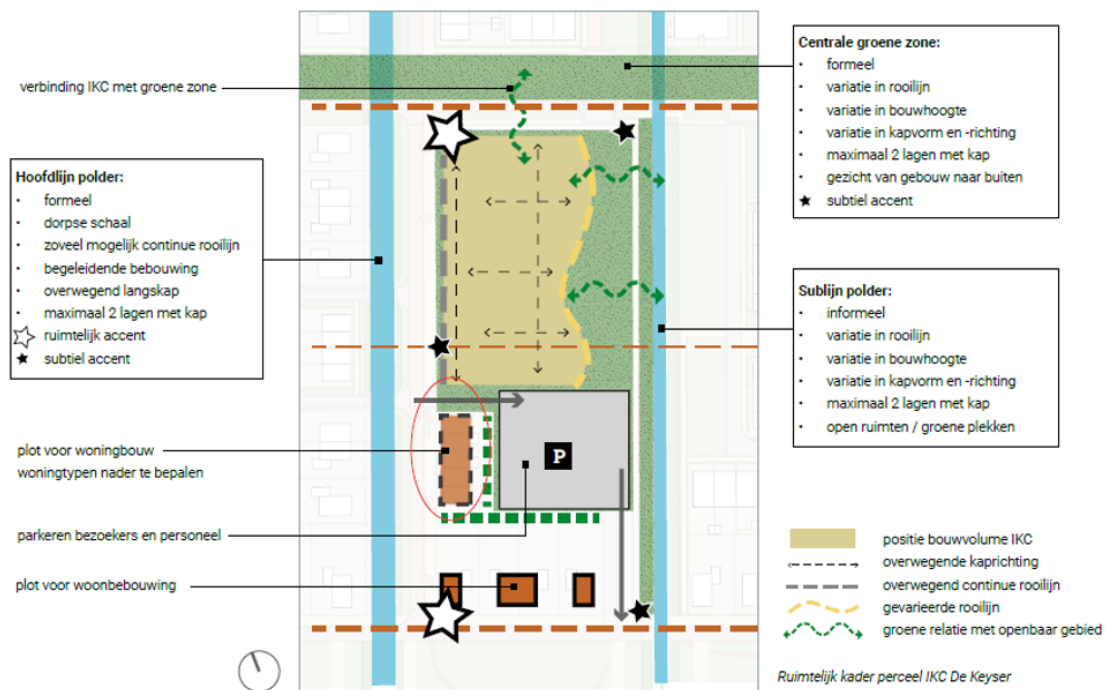 verbinding IKC met groene zone
Hoofdlijn polder:
• formeel
• dorpse schaal
• zoveel mogelijk continue rooilijn
• begeleidende bebouwing
• overwegend langskap
• maximaal 2 lagen met kap
ruimtelijk accent
subtiel accent
plot voor woningbouw
woningtypen nader te bepalen
parkeren bezoekers en personeel
plot voor woonbebouwing
P
Centrale groene zone:
• formeel
• variatie in rooilijn
• variatie in bouwhoogte
• variatie in kapvorm en -richting
• maximaal 2 lagen met kap
• gezicht van gebouw naar buiten
subtiel accent
Sublijn polder:
• informeel
• variatie in rooilijn
• variatie in bouwhoogte
• variatie in kapvorm en -richting
• maximaal 2 lagen met kap
• open ruimten / groene plekken
positie bouwvolume IKC
overwegende kaprichting
overwegend continue rooilijn
gevarieerde rooilijn
groene relatie met openbaar gebied
Ruimtelijk kader perceel IKC De Keyser